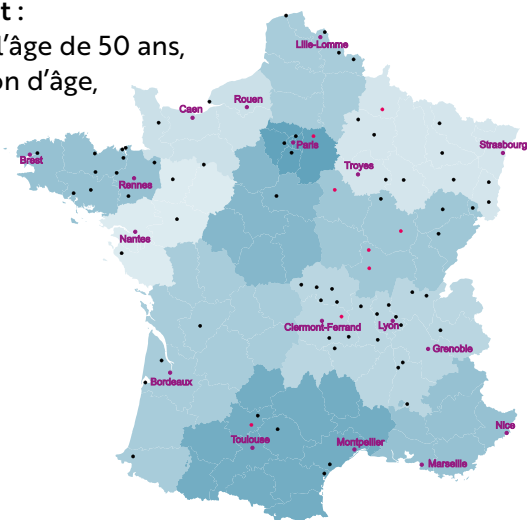 t :
l'âge de 50 ans,
on d'âge,
Lille-Lomme
Rouen
Caen
Paris
Strasbourg
Brest
Troyes
Rennes
Nantes
Clermont-Ferrand
Lyon
Grenoble
Bordeaux
Nice
Toulouse
Montpellier
Marseille